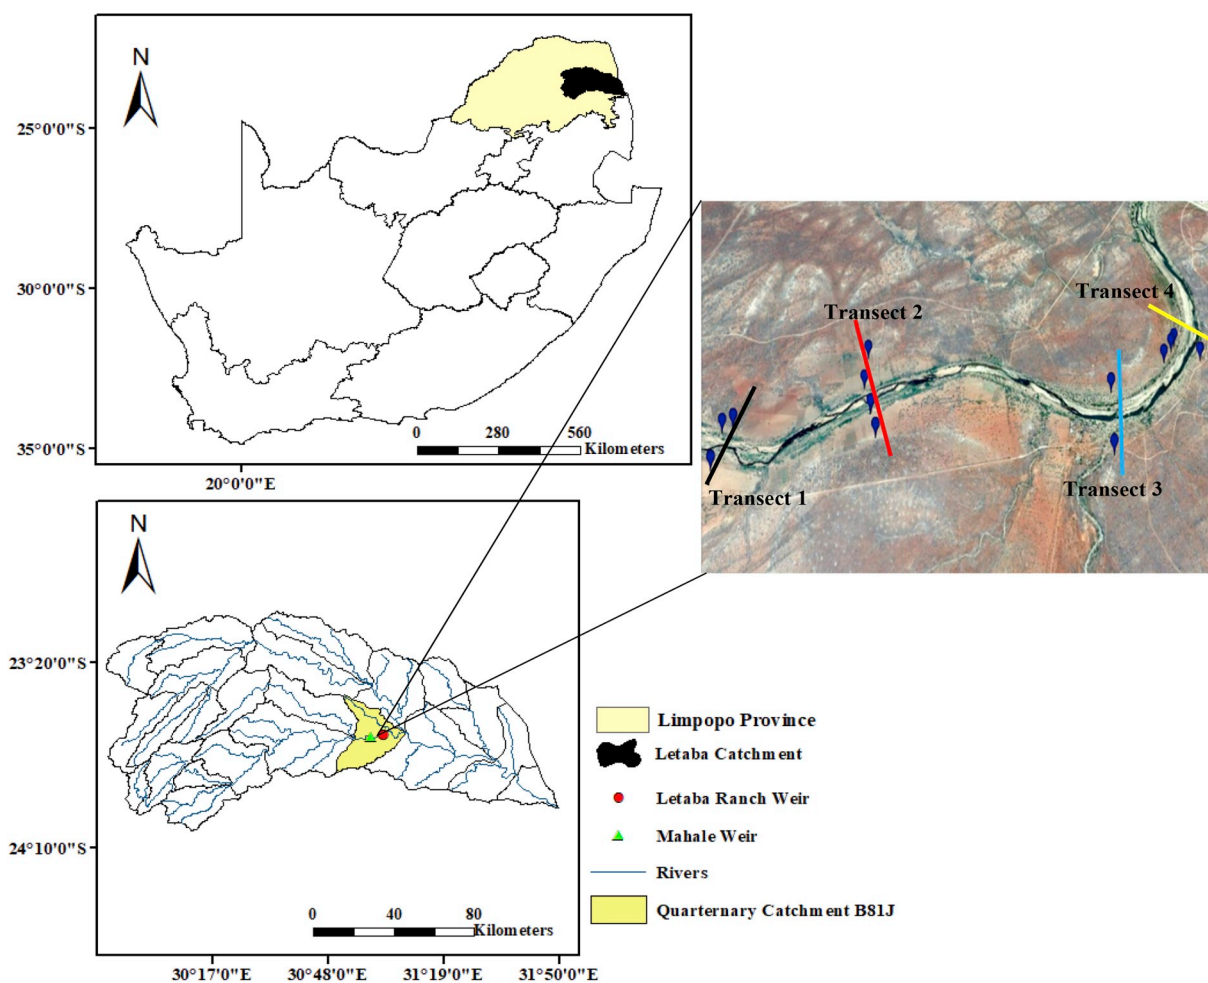 N
25°0'0"S
30°0'0"S
35°0'0"S
0 280 560
Kilometers
20°0'0"E
Transect 4
Transect 2
Transect 1
Transect 3
N
23°20'0"S
24°10'0"S
0 40 80
Kilometers
30°17'0"E 30°48'0"E 31°19'0"E 31°50'0"E
Limpopo Province
Letaba Catchment
Letaba Ranch Weir
Mahale Weir
Rivers
Quarternary Catchment B81J